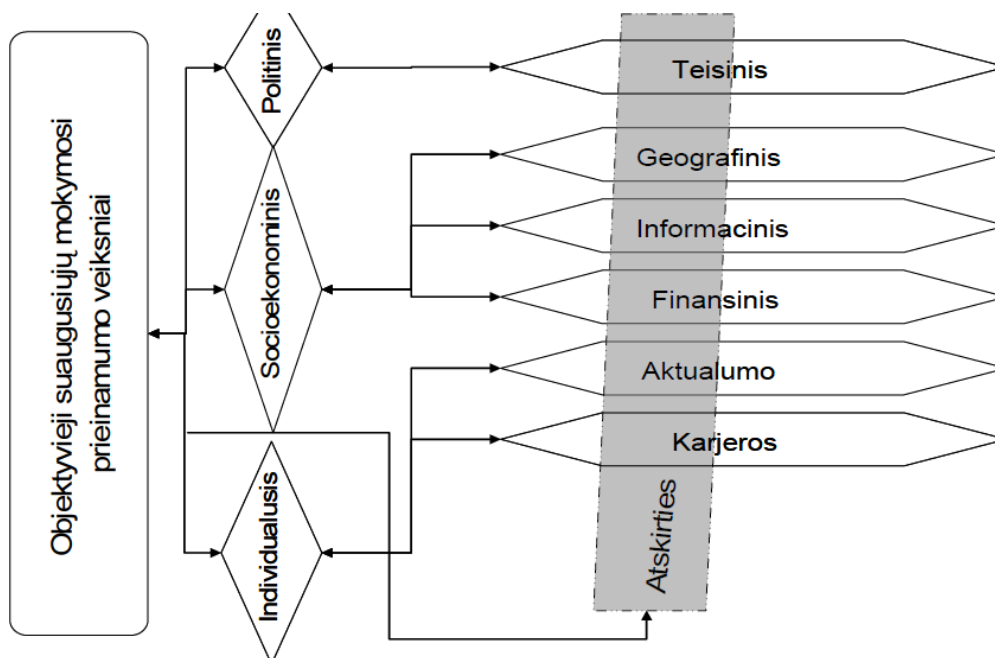 Objektyvieji suaugusiųjų mokymosi
prieinamumo veiksniai
Politinis
Socioekonominis
Individualusis
Teisinis
Geografinis
Informacinis
Finansinis
Aktualumo
Karjeros
Atskirties